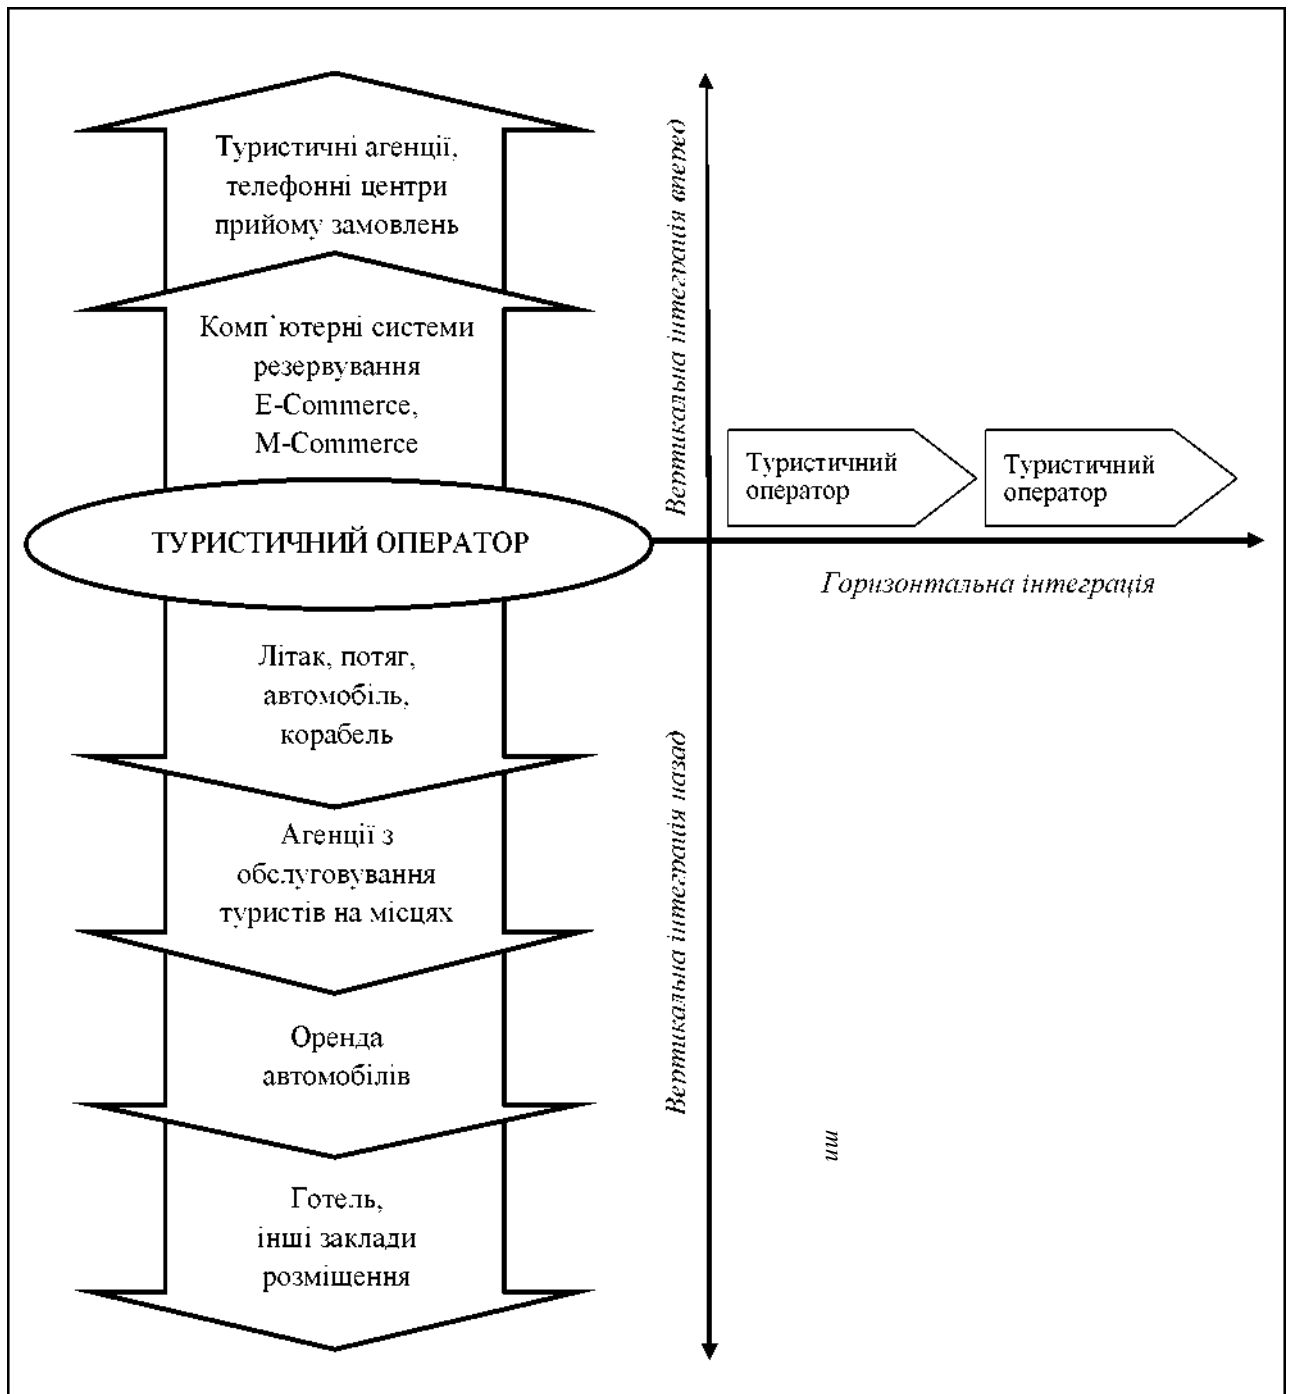 Туристичні агенції,
телефонні центри
прийому замовлень
Комп`ютерні системи
резервування
E-Commerce,
M-Commerce
ТУРИСТИЧНИЙ ОПЕРАТОР
Літак, потяг,
автомобіль,
корабель
Агенції з
обслуговування
туристів на місцях
Оренда
автомобілів
Готель,
інші заклади
розміщення
Вертикальна інтеграція вперед
Вертикальна інтеграція назад
Туристичний
оператор
Туристичний
оператор
Горизонтальна інтеграція